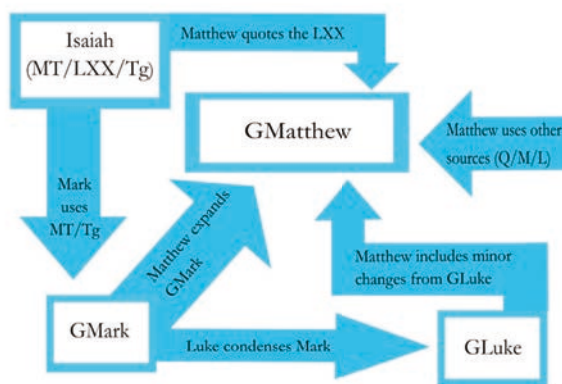 Isaiah
(MT/LXX/Tg)
Matthew quotes the LXX
GMatthew
Matthew uses other
sources (Q/M/L)
Mark
uses
MT/Tg
Matthew expands
GMark
Matthew includes minor
changes from GLuke
GMark
Luke condenses Mark
GLuke